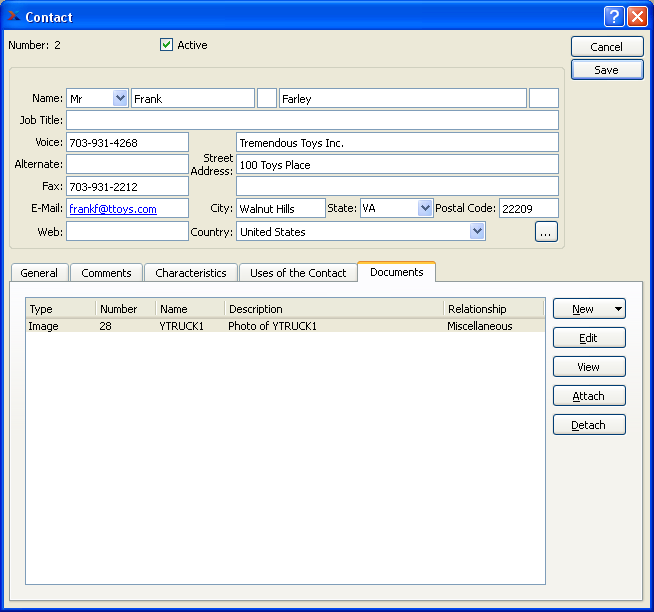 Contact
Number: 2 Active Cancel
Save
Name: Mr Frank Farley
Job Title:
Voice: 703-931-4268 Tremendous Toys Inc.
Alternate: Street Address: 100 Toys Place
Fax: 703-931-2212
E-Mail: frankf@ttoys.com City: Walnut Hills State: VA Postal Code: 22209
Web: Country: United States ...
General Comments Characteristics Uses of the Contact Documents
Type Number Name Description Relationship New
Image 28 YTRUCK1 Photo of YTRUCK1 Miscellaneous
Edit
View
Attach
Detach